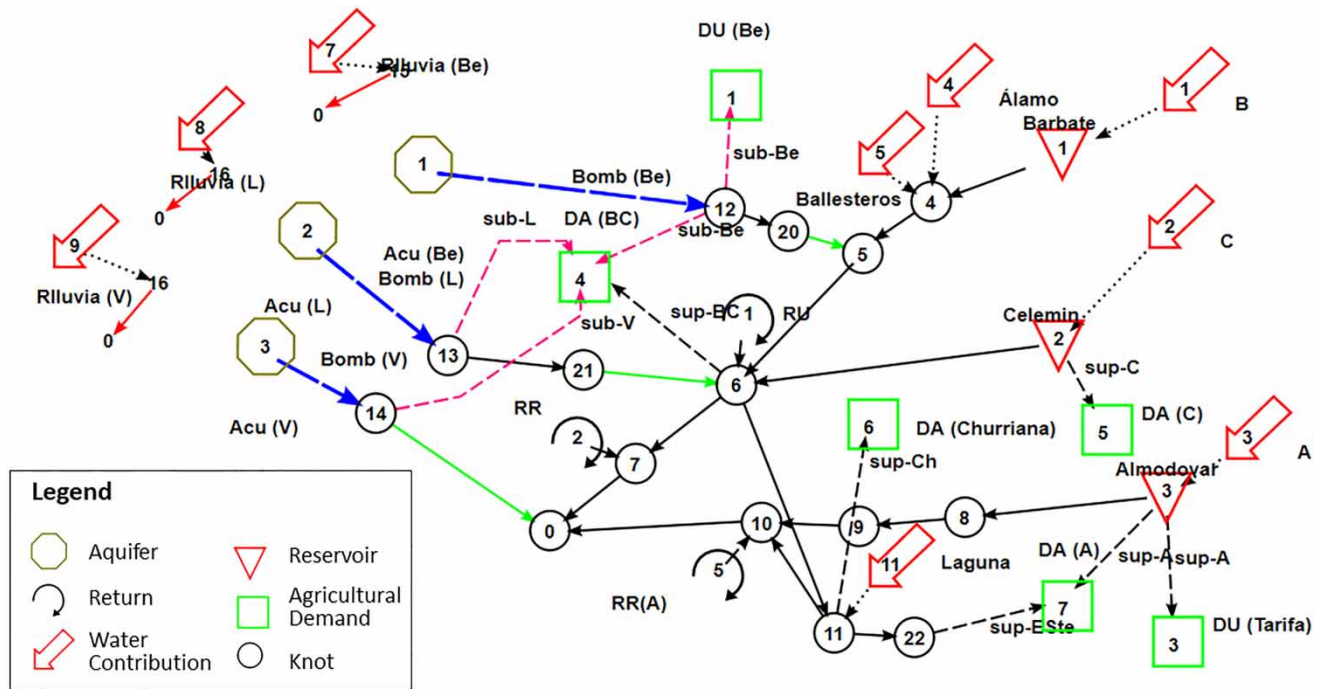 DU (Be)
7
RIluvia (Be)
15
0
1
4
Álamo
1
B
8
16
RIluvia (L)
0
1
Bomb (Be)
sub-Be
5
Barbate
1
Ballesteros
4
12
20
5
9
16
RIluvia (V)
0
2
sub-L
DA (BC)
sub-Be
2
C
Acu (Be)
Bomb (L)
4
Acu (L)
sub-V
sup-BC
1
RU
Celemin
2
3
Bomb (V)
13
21
6
sup-C
14
RR
Acu (V)
2
6
DA (Churriana)
DA (C)
5
sup-Ch
3
A
7
Almodovar
3
0
10
9
8
Laguna
DA (A)
sup-A
sup-A
5
11
RR(A)
11
22
sup-ESte
7
3
DU (Tarifa)
Legend
Aquifer
Reservoir
Return
Agricultural
Demand
Water
Contribution
Knot